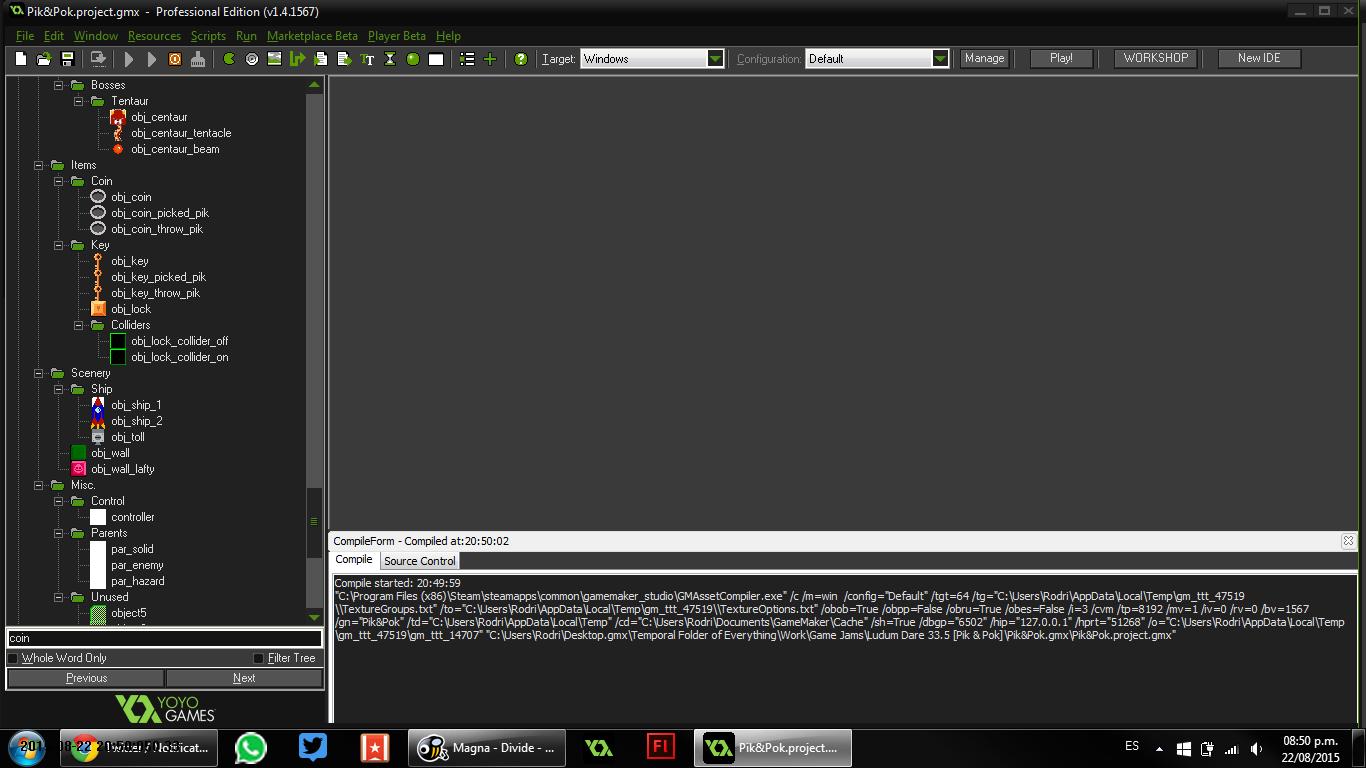 Pik&Pok.project.gmx - Professional Edition (v1.4.1567)
File Edit Window Resources Scripts Run Marketplace Beta Player Beta Help
Target: Windows Configuration: Default Manage Play! WORKSHOP New IDE
Bosses
Tentaur
obj_centaur
obj_centaur_tentacle
obj_centaur_beam
Items
Coin
obj_coin
obj_coin_picked_pik
obj_coin_throw_pik
Key
obj_key
obj_key_picked_pik
obj_key_throw_pik
obj_lock
Colliders
obj_lock_collider_off
obj_lock_collider_on
Scenery
Ship
obj_ship_1
obj_ship_2
obj_toll
obj_wall
obj_wall_lafty
Misc.
Control
controller
Parents
par_solid
par_enemy
par_hazard
Unused
object5
coin
Whole Word Only Filter Tree
Previous Next
YOYO
GAMES
CompileForm - Compiled at:20:50:02
Compile Source Control
Compile started: 20:49:59
"C:\Program Files (x86)\Steam\steamapps\common\gamemaker_studio\GMAssetCompiler.exe" /c /m=win /config="Default" /tgt=64 /tg="C:\Users\Rodri\AppData\Local\Temp\gm_ttt_47519
\\TextureGroups.txt" /to="C:\Users\Rodri\AppData\Local\Temp\gm_ttt_47519\\TextureOptions.txt" /obob=True /obpp=False /obru=True /obes=False /i=3 /cvm /tp=8192 /mv=1 /iv=0 /rv=0 /bv=1567
/gn="Pik&Pok" /td="C:\Users\Rodri\AppData\Local\Temp" /cd="C:\Users\Rodri\Documents\GameMaker\Cache" /sh=True /dbgp="6502" /hip="127.0.0.1" /hprt="51268" /o="C:\Users\Rodri\AppData\Local\Temp
\gm_ttt_47519\gm_ttt_14707" "C:\Users\Rodri\Desktop.gmx\Temporal Folder of Everything\Work\Game Jams\Ludum Dare 33.5 [Pik & Pok]\Pik&Pok.gmx\Pik&Pok.project.gmx"
Magna - Divide - ...
Fl
Pik&Pok.project....
ES
08:50 p.m.
22/08/2015